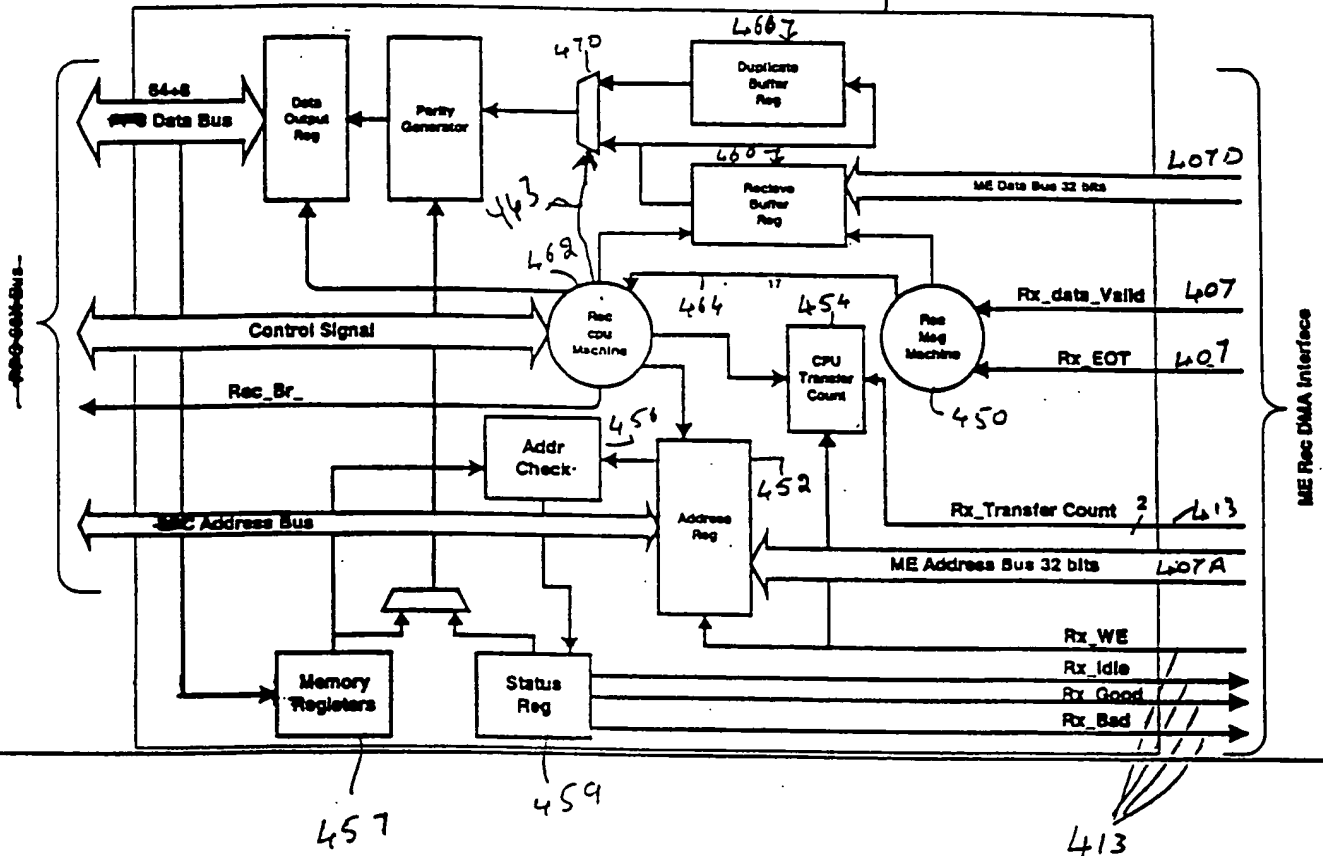 470
466
Duplicate
Buffer
Reg
64+8
Data Bus
Data
Output
Reg
Parity
Generator
460
Recieve
Buffer
Reg
ME Data Bus 32 bits
407D
443
462
464
17
454
Rec
CPU
Machine
Rec
Msg
Machine
450
Rx_data_Valid
407
Rx_EOT
407
Control Signal
CPU
Transfer
Count
Rec_Br_
Addr
Check
456
452
Address Bus
Address
Reg
Rx_Transfer Count
2
413
ME Address Bus 32 bits
407A
Rx_WE
Rx_Idle
Rx_Good
Rx_Bad
Memory
Registers
Status
Reg
457
459
413
ME Rec DMA Interface